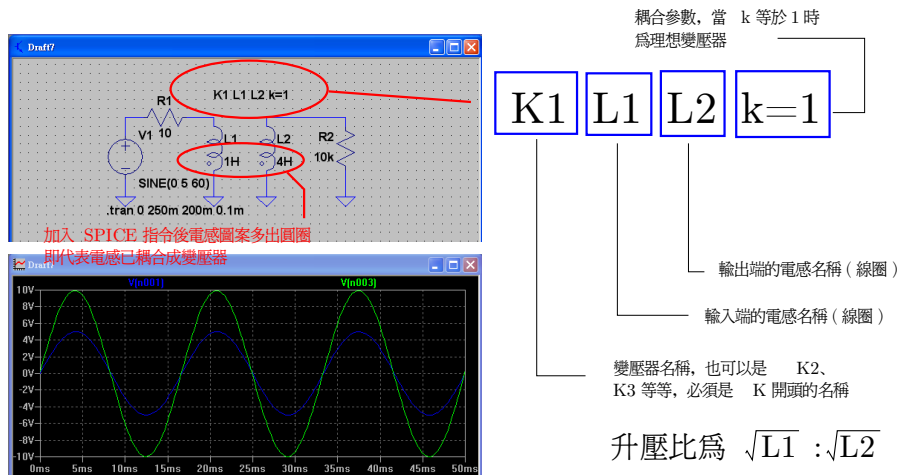 耦合參數, 當 k 等於 1 時
爲理想變壓器
K1 L1 L2 k=1
Draft7
K1 L1 L2 k=1
R1
10
V1
L1
1H
L2
4H
R2
10k
SINE(0 5 60)
.tran 0 250m 200m 0.1m
加入 SPICE 指令後電感圖案多出圓圈
即代表電感已耦合成變壓器
Draft7
V(n001) V(n003)
10V
8V
6V
4V
2V
0V
-2V
-4V
-6V
-8V
-10V
0ms 5ms 10ms 15ms 20ms 25ms 30ms 35ms 40ms 45ms 50ms
輸出端的電感名稱 ( 線圈 )
輸入端的電感名稱 ( 線圈 )
變壓器名稱, 也可以是 K2、
K3 等等, 必須是 K 開頭的名稱
升壓比爲 √L1 :√L2